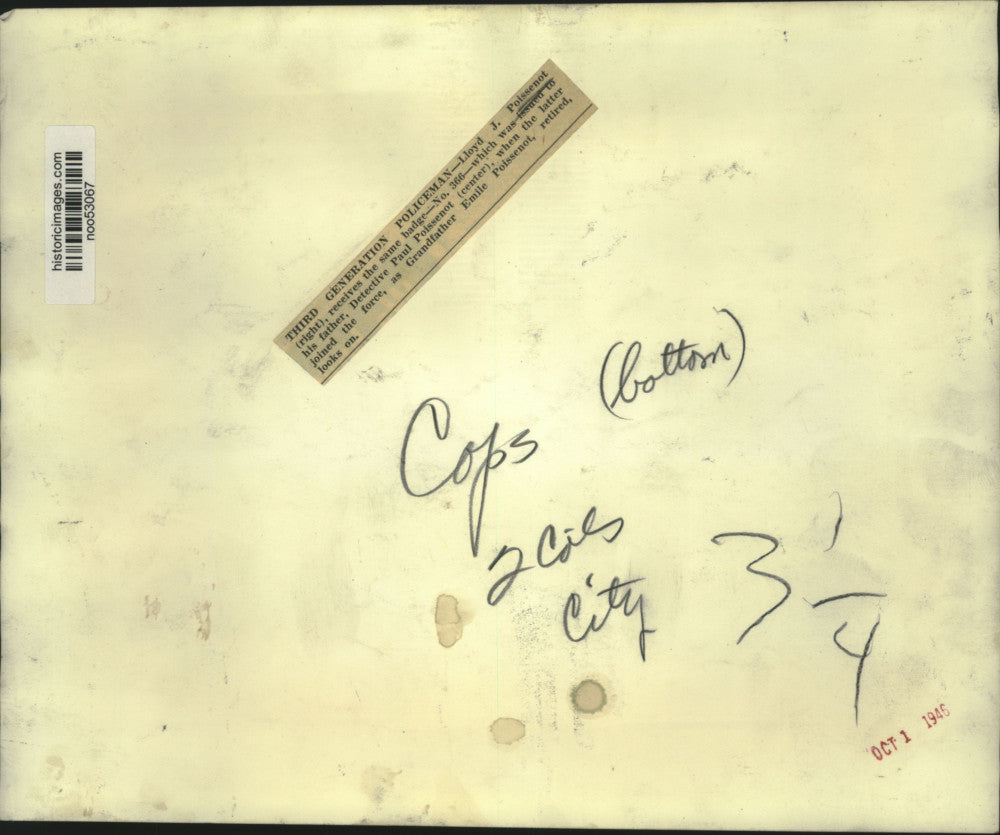 historicimages.com
noo53067
THIRD GENERATION POLICEMAN—Lloyd J. Poissenot
(right), receives the same badge—No. 366—which was issued to
his father, Detective Paul Poissenot (center), when the latter
joined the force, as Grandfather Emile Poissenot, retired,
looks on.
(bottom)
Cops
2 Cols
City
3 1/4
OCT 1 1946